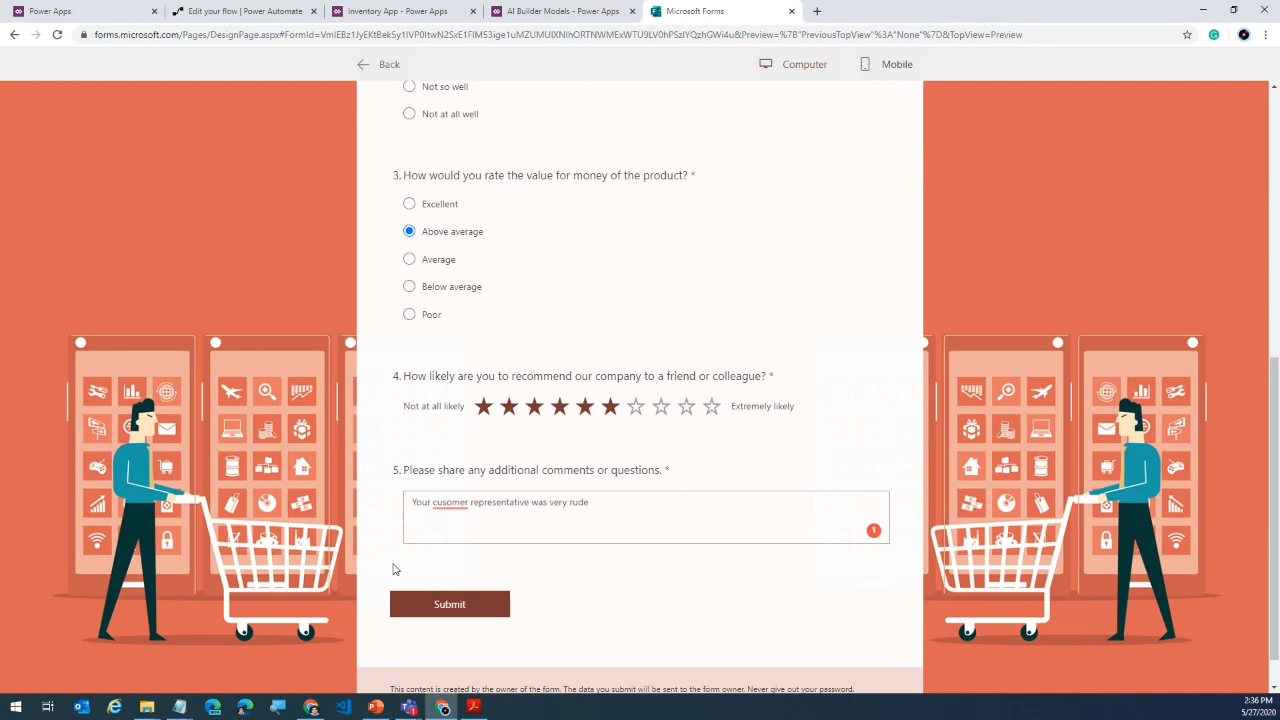 Power Apps
Edit your flow | Power Automate
Inventory App - Power Apps
AI Builder Models - Power Apps
Microsoft Forms
Back
Computer
Mobile
Not so well
Not at all well
3. How would you rate the value for money of the product? *
Excellent
Above average
Average
Below average
Poor
4. How likely are you to recommend our company to a friend or colleague? *
Not at all likely
Extremely likely
5. Please share any additional comments or questions. *
Your cusomer representative was very rude
1
Submit
This content is created by the owner of the form. The data you submit will be sent to the form owner. Never give out your password.
2:36 PM
5/27/2020